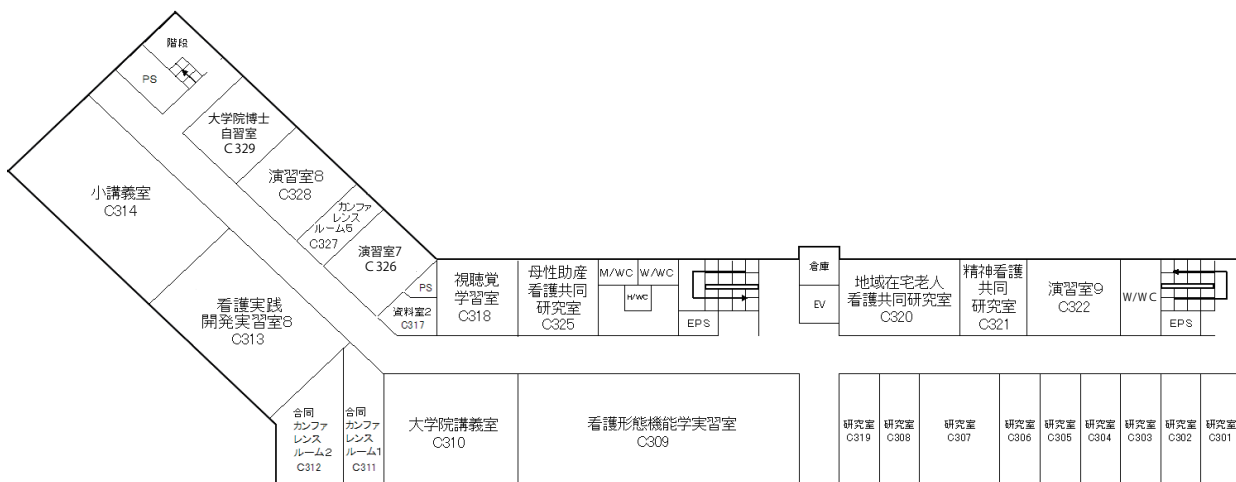 階段
PS
大学院博士
自習室
C329
演習室8
C328
カンファ
レンス
ルーム5
C327
演習室7
C326
小講義室
C314
看護実践
開発実習室8
C313
PS
資料室2
C317
視聴覚
学習室
C318
母性助産
看護共同
研究室
C325
M/WC
W/WC
H/WC
EPS
倉庫
EV
地域在宅老人
看護共同研究室
C320
精神看護
共同
研究室
C321
演習室9
C322
W/WC
EPS
合同
カンファ
レンス
ルーム2
C312
合同
カンファ
レンス
ルーム1
C311
大学院講義室
C310
看護形態機能学実習室
C309
研究室
C319
研究室
C308
研究室
C307
研究室
C306
研究室
C305
研究室
C304
研究室
C303
研究室
C302
研究室
C301